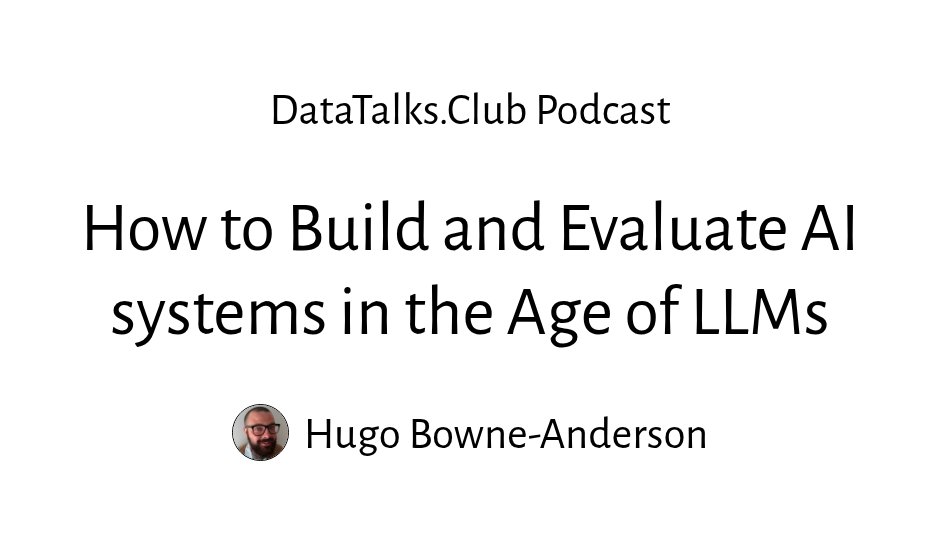 DataTalks.Club Podcast
How to Build and Evaluate AI
systems in the Age of LLMs
Hugo Bowne-Anderson